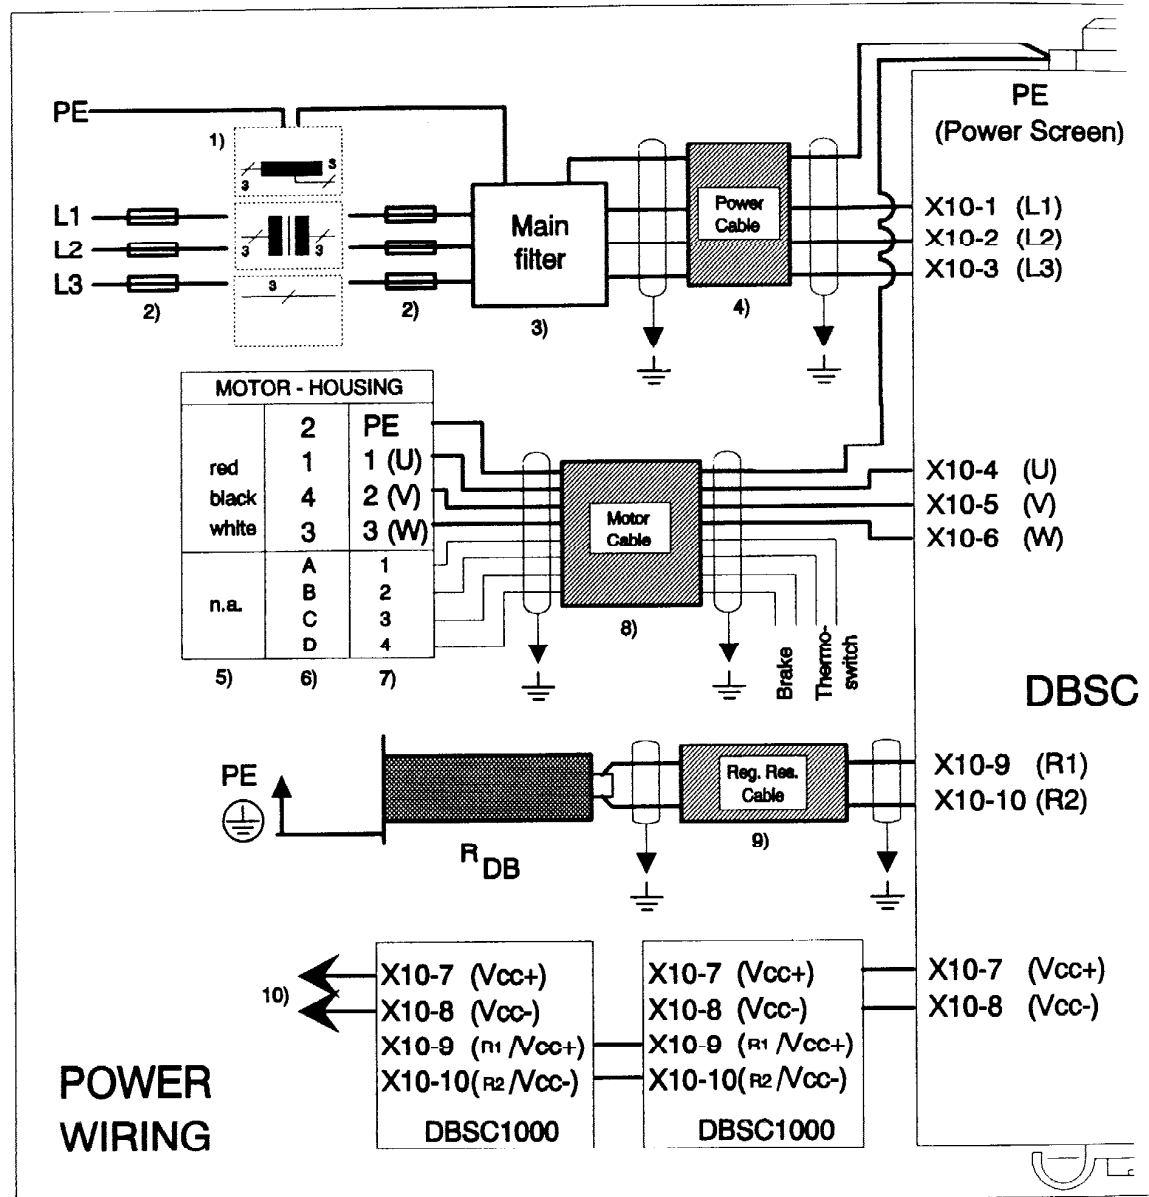 PE
(Power Screen)
PE
1)
3
3
L1
L2
L3
2)
3
3
3
2)
Main
filter
3)
Power
Cable
4)
X10-1 (L1)
X10-2 (L2)
X10-3 (L3)
MOTOR - HOUSING
2 PE
red 1 1 (U)
black 4 2 (V)
white 3 3 (W)
n.a.
A 1
B 2
C 3
D 4
5) 6) 7)
Motor
Cable
8)
Brake
Thermo-
switch
X10-4 (U)
X10-5 (V)
X10-6 (W)
DBSC
PE
R DB
Reg. Res.
Cable
9)
X10-9 (R1)
X10-10 (R2)
10)
X10-7 (Vcc+)
X10-8 (Vcc-)
X10-9 (R1/Vcc+)
X10-10(R2/Vcc-)
DBSC1000
X10-7 (Vcc+)
X10-8 (Vcc-)
X10-9 (R1/Vcc+)
X10-10(R2/Vcc-)
DBSC1000
X10-7 (Vcc+)
X10-8 (Vcc-)
POWER
WIRING